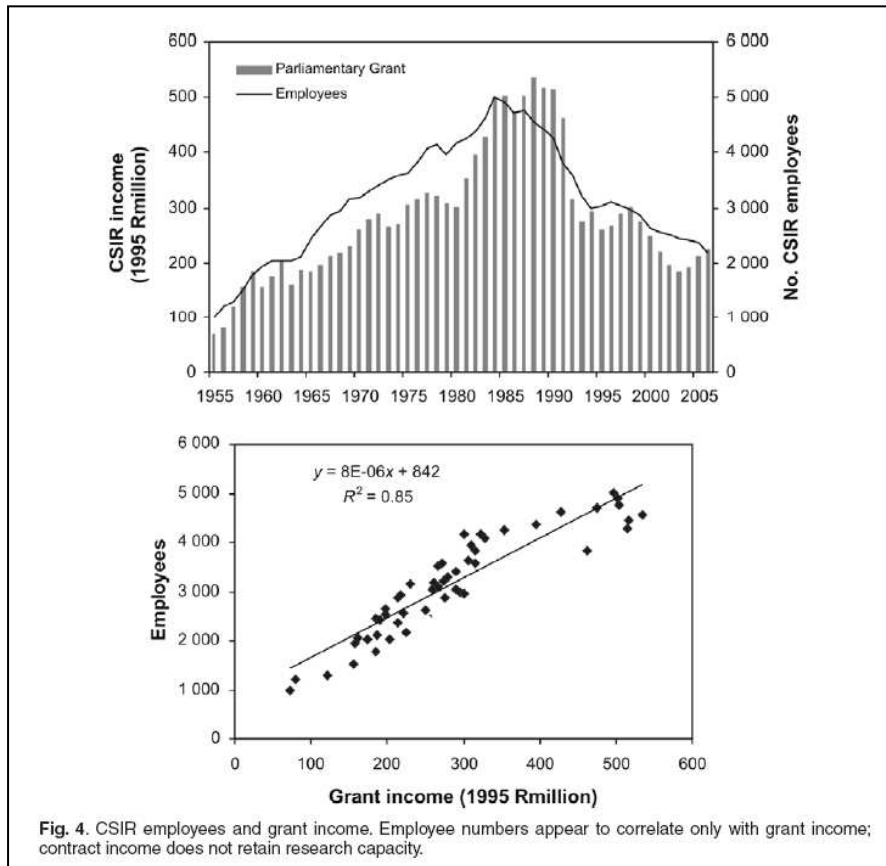 600
500
400
300
200
100
0
CSIR income
(1995 Rmillion)
Parliamentary Grant
Employees
6 000
5 000
4 000
3 000
2 000
1 000
0
No. CSIR employees
1955 1960 1965 1970 1975 1980 1985 1990 1995 2000 2005
6 000
5 000
4 000
3 000
2 000
1 000
0
Employees
y = 8E-06x + 842
R² = 0.85
0 100 200 300 400 500 600
Grant income (1995 Rmillion)
Fig. 4. CSIR employees and grant income. Employee numbers appear to correlate only with grant income;
contract income does not retain research capacity.